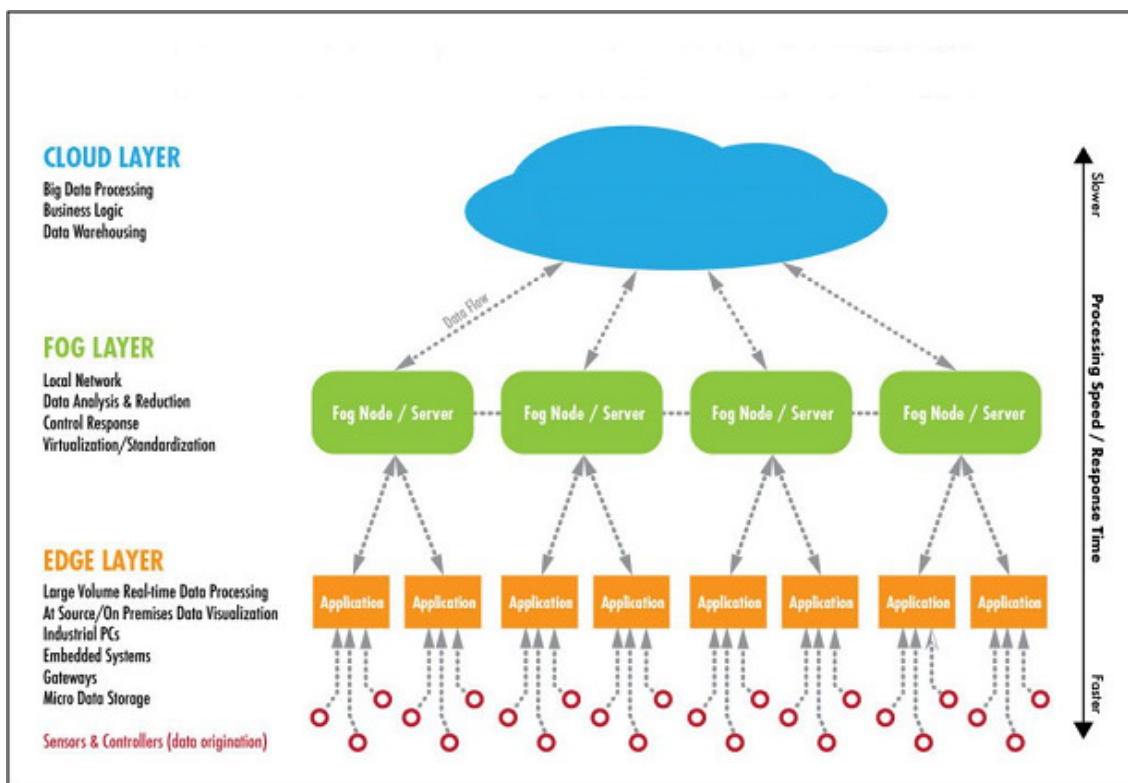 CLOUD LAYER
Big Data Processing
Business Logic
Data Warehousing
Data Flow
FOG LAYER
Local Network
Data Analysis & Reduction
Control Response
Virtualization/Standardization
Fog Node / Server
Fog Node / Server
Fog Node / Server
Fog Node / Server
EDGE LAYER
Large Volume Real-time Data Processing
At Source/On Premises Data Visualization
Industrial PCs
Embedded Systems
Gateways
Micro Data Storage
Application
Application
Application
Application
Application
Application
Application
Application
Sensors & Controllers (data origination)
Slower
Processing Speed / Response Time
Faster